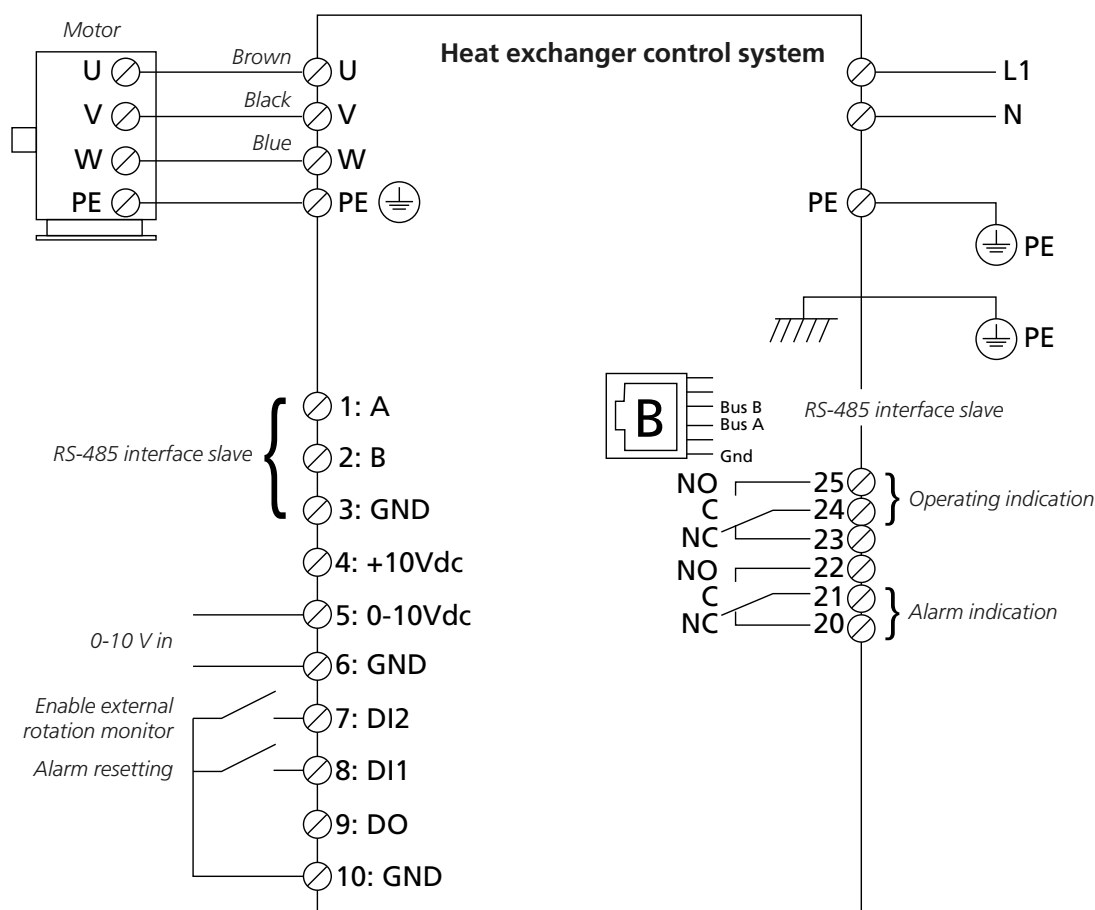 Motor
Heat exchanger control system
U Brown U
V Black V
W Blue W
PE PE
L1
N
PE
PE
PE
RS-485 interface slave
1: A
2: B
3: GND
4: +10Vdc
0-10 V in
5: 0-10Vdc
6: GND
Enable external
rotation monitor
7: DI2
Alarm resetting
8: DI1
9: DO
10: GND
B
Bus B
Bus A
Gnd
RS-485 interface slave
NO 25
C 24
NC 23
Operating indication
NO 22
C 21
NC 20
Alarm indication